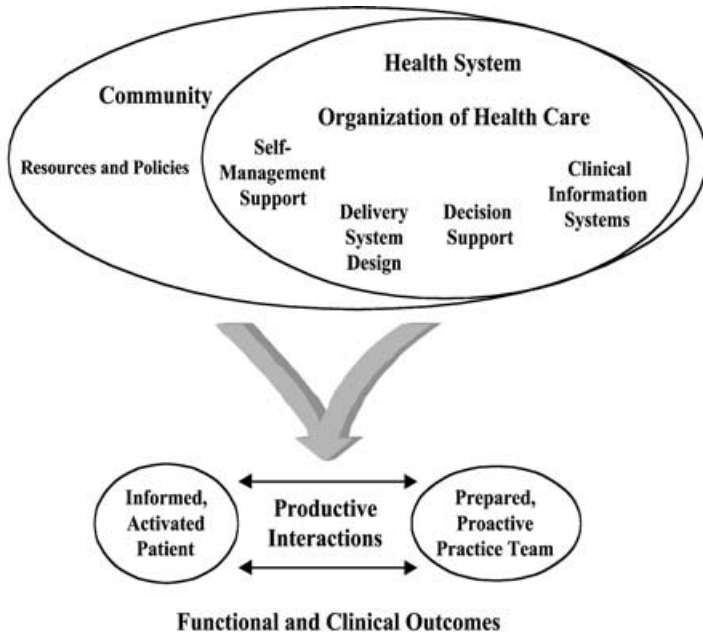 Health System
Community
Organization of Health Care
Resources and Policies
Self-
Management
Support
Delivery
System
Design
Decision
Support
Clinical
Information
Systems
Informed,
Activated
Patient
Productive
Interactions
Prepared,
Proactive
Practice Team
Functional and Clinical Outcomes